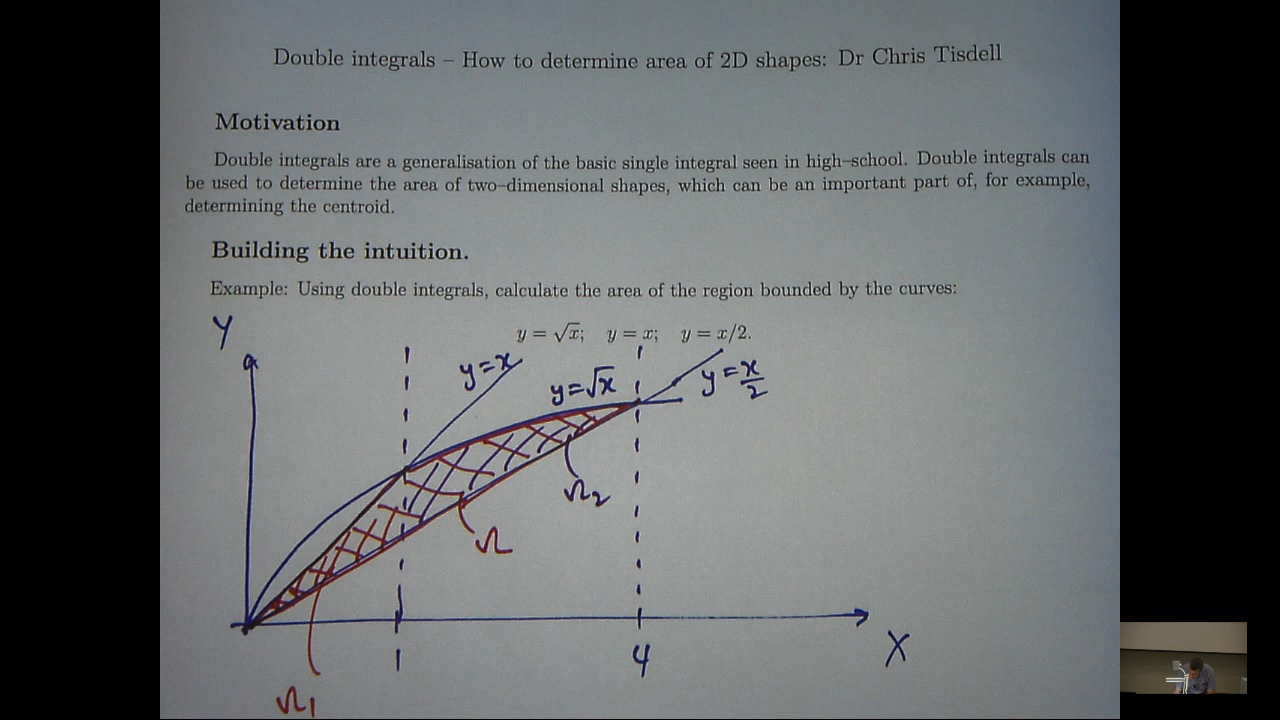 Double integrals – How to determine area of 2D shapes: Dr Chris Tisdell
Motivation
Double integrals are a generalisation of the basic single integral seen in high–school. Double integrals can
be used to determine the area of two–dimensional shapes, which can be an important part of, for example,
determining the centroid.
Building the intuition.
Example: Using double integrals, calculate the area of the region bounded by the curves:
y = √x; y = x; y = x/2.
Y
y=x
y=√x
y=x/2
Ω2
Ω
1
4
X
Ω1